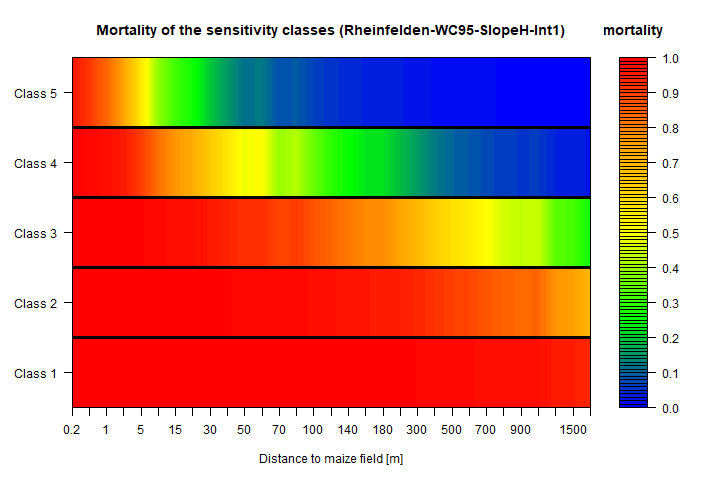 Mortality of the sensitivity classes (Rheinfelden-WC95-SlopeH-Int1)
mortality
Class 5
Class 4
Class 3
Class 2
Class 1
1.0
0.9
0.8
0.7
0.6
0.5
0.4
0.3
0.2
0.1
0.0
0.2 1 5 15 30 50 70 100 140 180 300 500 700 900 1500
Distance to maize field [m]